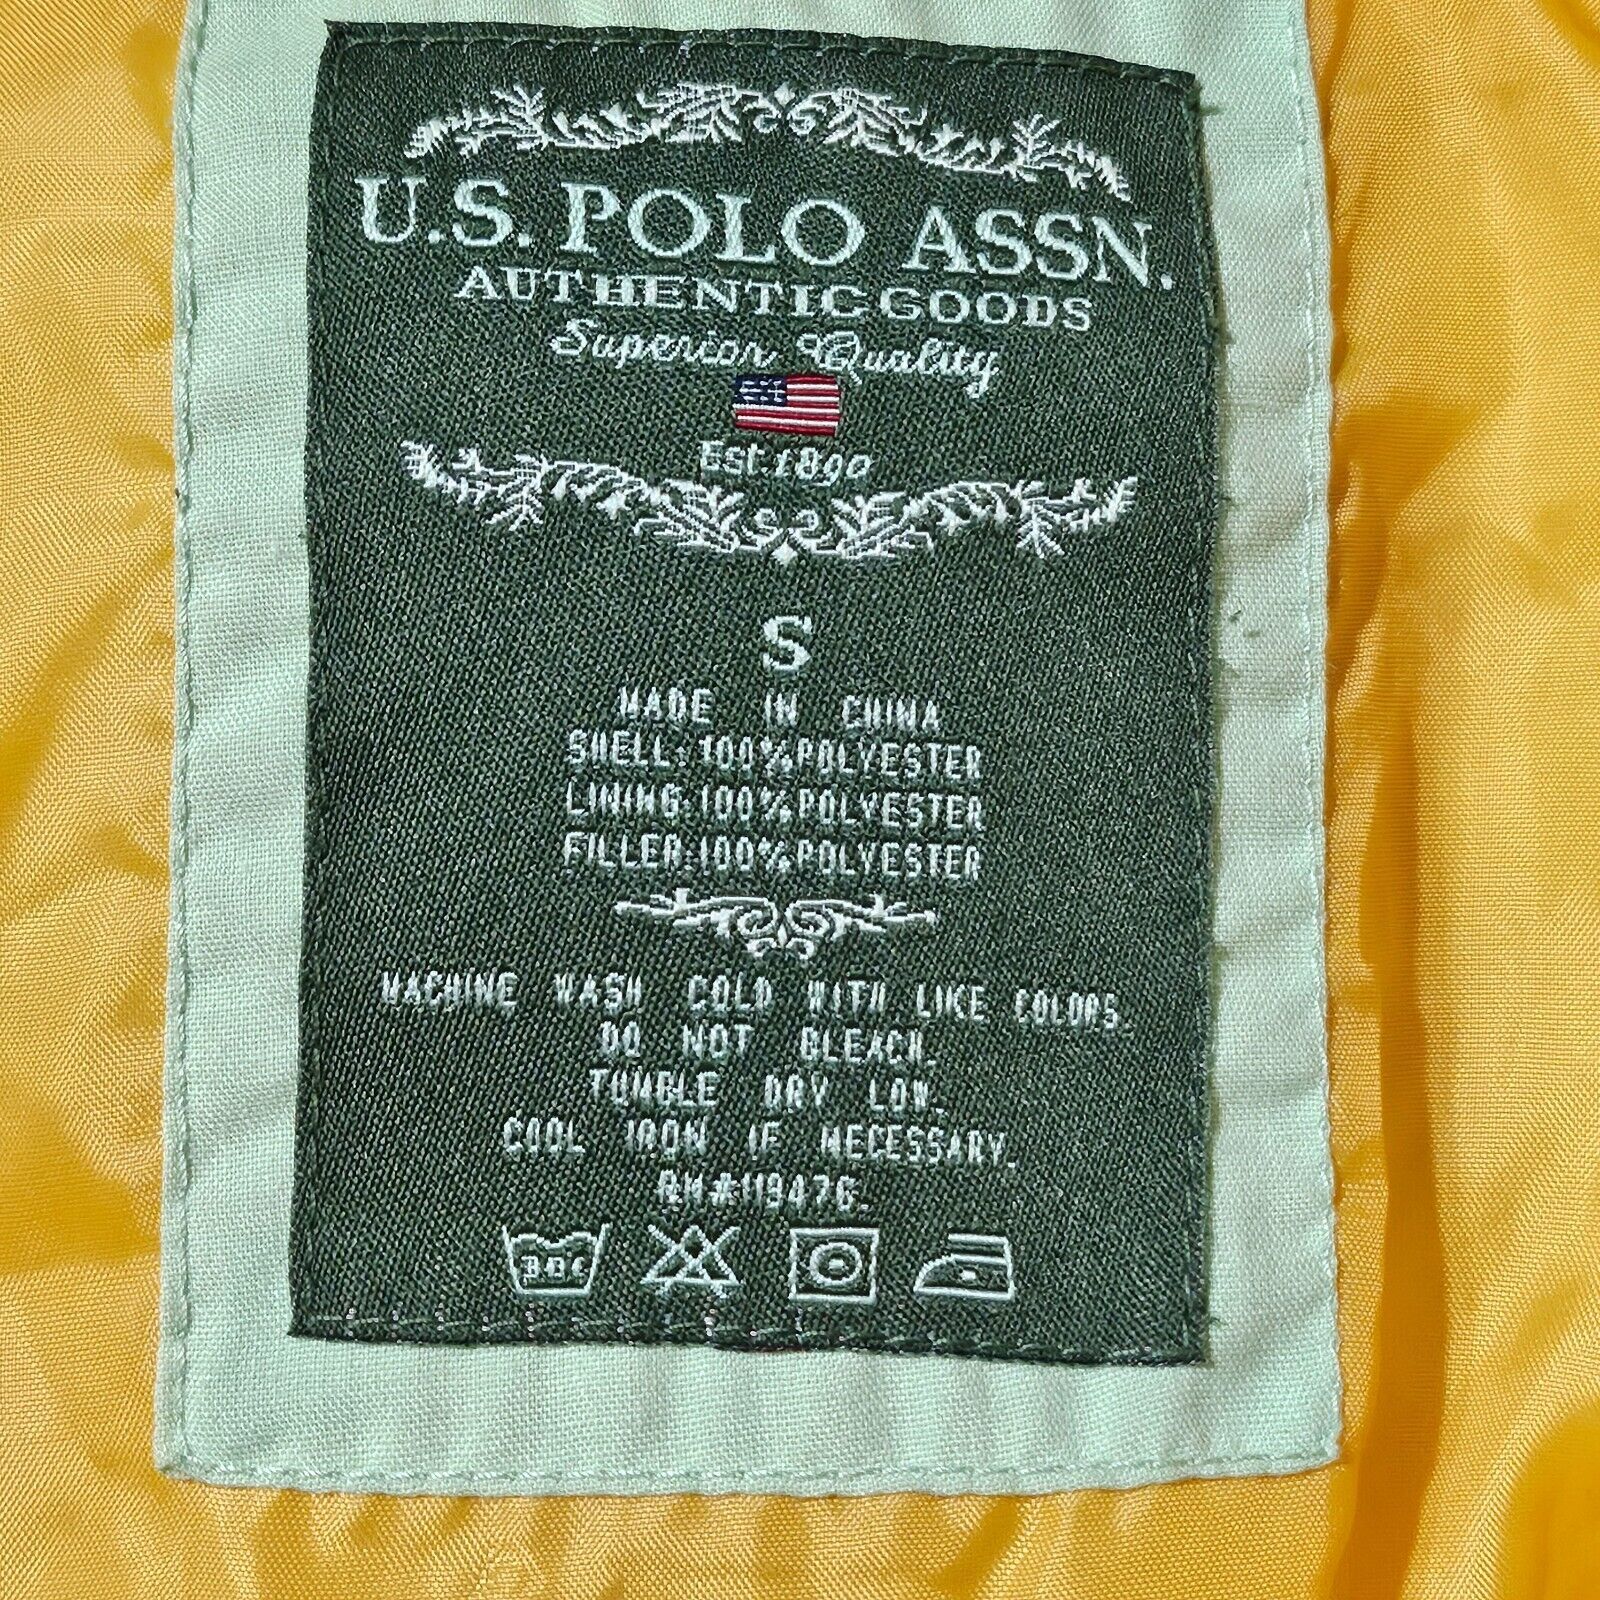 U.S. POLO ASSN.
AUTHENTIC GOODS
Superior Quality
Est 1890
S
MADE IN CHINA
SHELL:100%POLYESTER
LINING:100%POLYESTER
FILLER:100%POLYESTER
MACHINE WASH COLD WITH LIKE COLORS.
DO NOT BLEACH.
TUMBLE DRY LOW.
COOL IRON IF NECESSARY.
RN#119476.